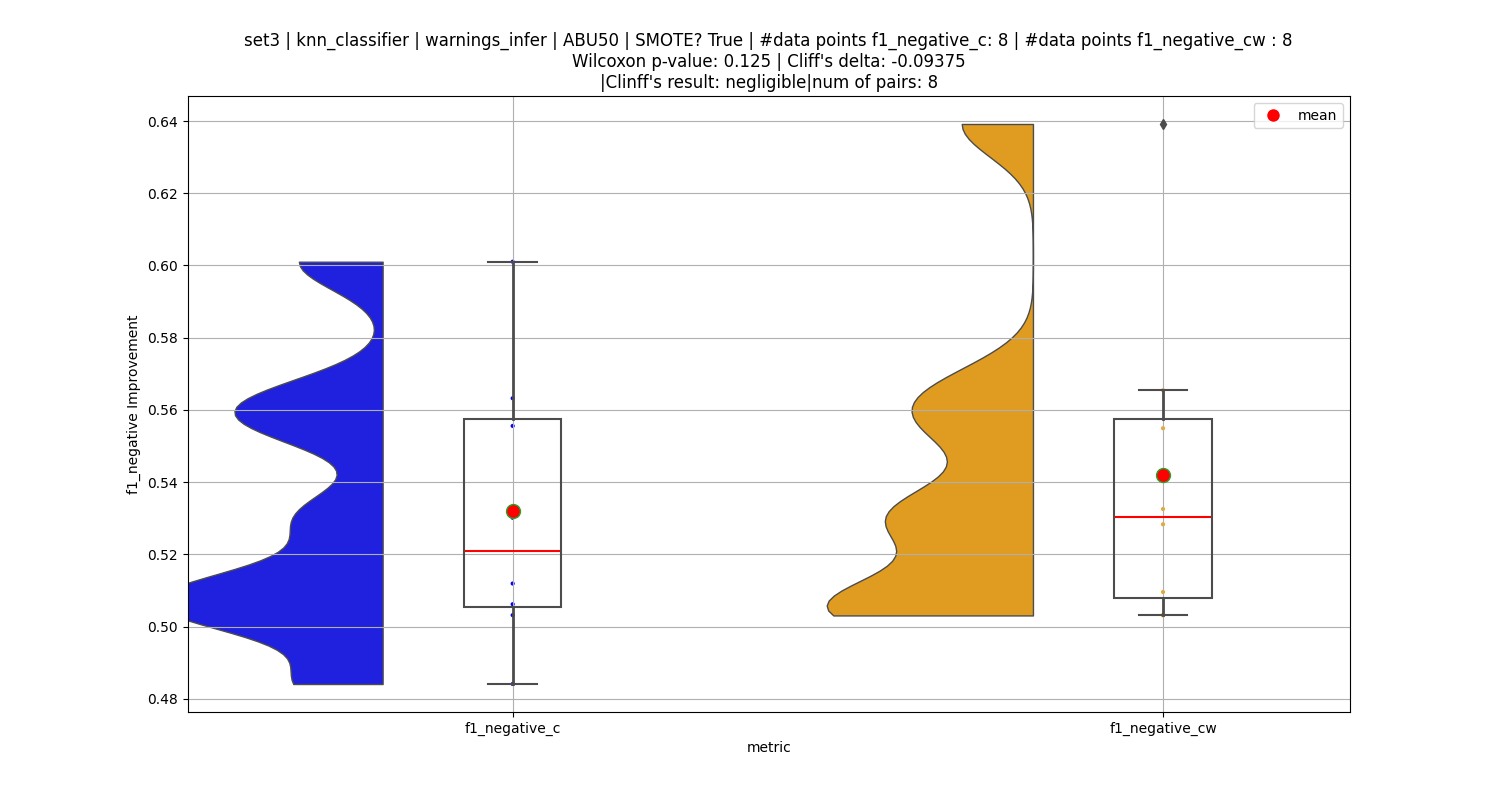 set3 | knn_classifier | warnings_infer | ABU50 | SMOTE? True | #data points f1_negative_c: 8 | #data points f1_negative_cw : 8
Wilcoxon p-value: 0.125 | Cliff's delta: -0.09375
|Clinff's result: negligible|num of pairs: 8
mean
0.64
0.62
0.60
0.58
0.56
0.54
0.52
0.50
0.48
f1_negative Improvement
f1_negative_c
f1_negative_cw
metric